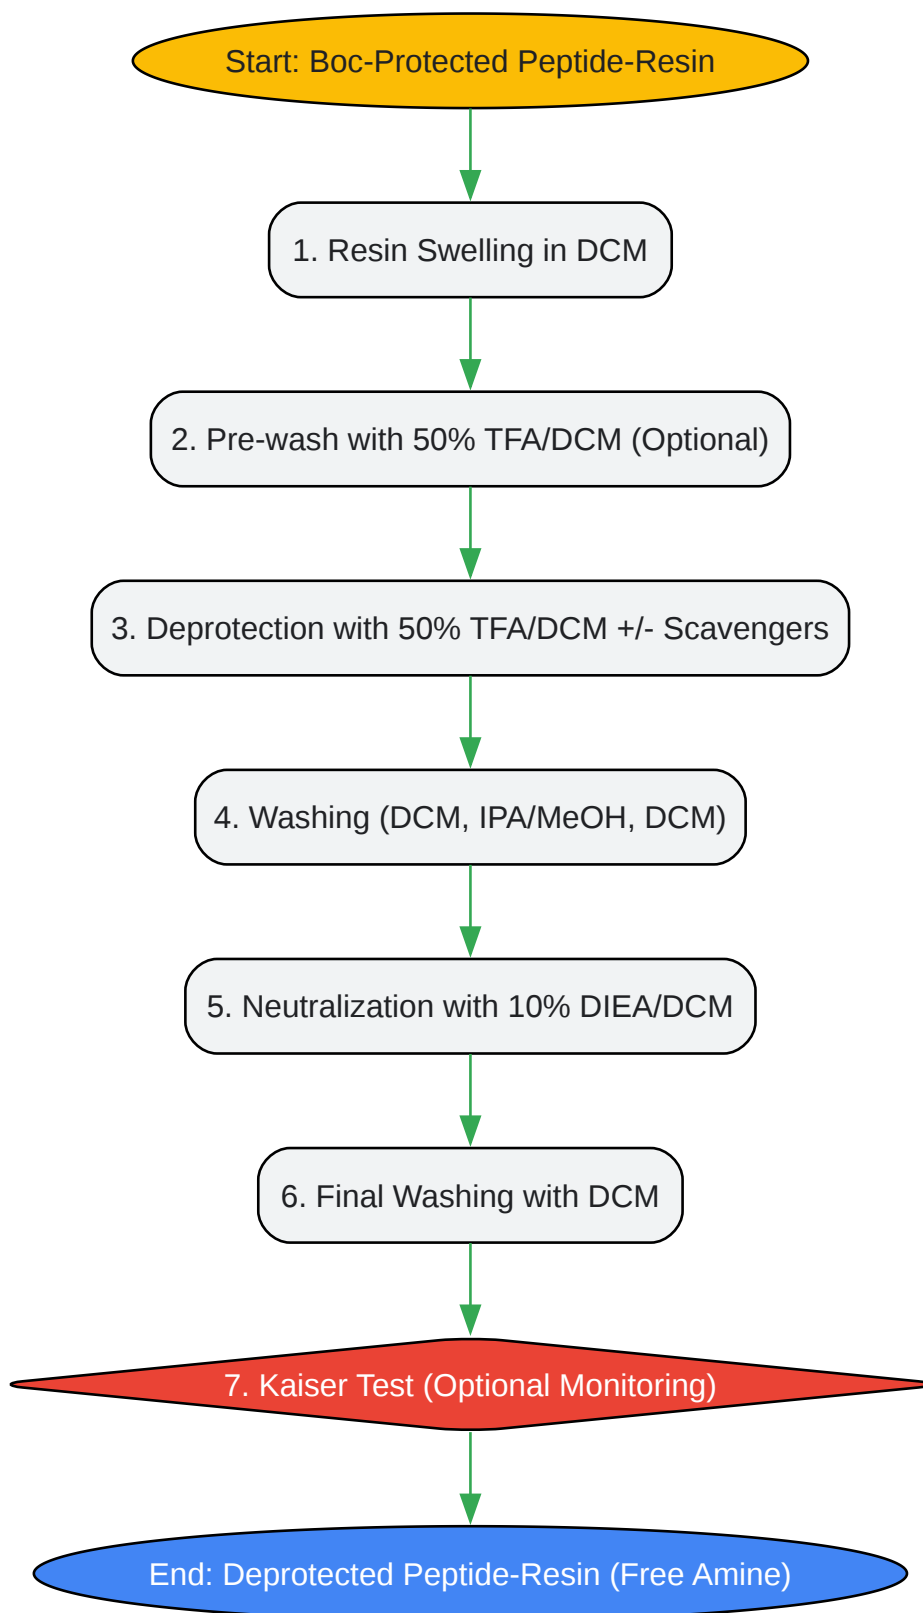 Start: Boc-Protected Peptide-Resin
1. Resin Swelling in DCM
2. Pre-wash with 50% TFA/DCM (Optional)
3. Deprotection with 50% TFA/DCM +/- Scavengers
4. Washing (DCM, IPA/MeOH, DCM)
5. Neutralization with 10% DIEA/DCM
6. Final Washing with DCM
7. Kaiser Test (Optional Monitoring)
End: Deprotected Peptide-Resin (Free Amine)